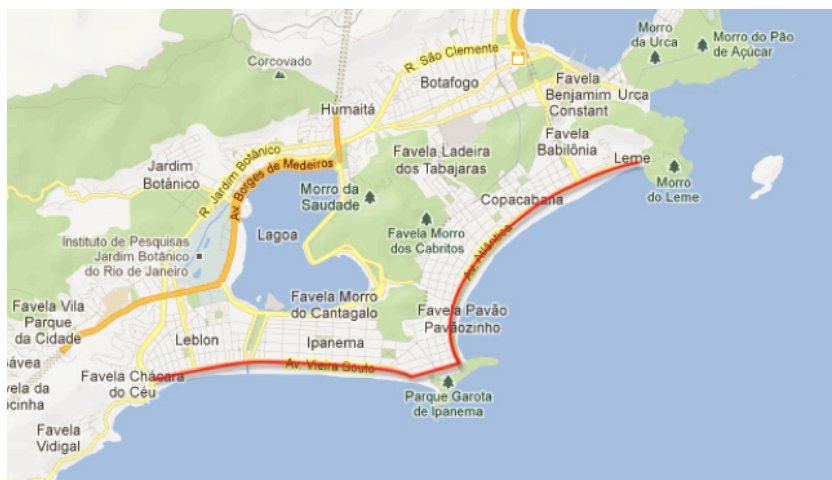 Morro
da Urca
Morro do Pão
de Açúcar
R. São Clemente
Corcovado
Botafogo
Favela
Benjamim
Constant
Urca
Humaitá
Favela
Babilônia
Jardim
Botânico
R. Jardim Botânico
Av. Borges de Medeiros
Favela Ladeira
dos Tabajaras
Leme
Morro da
Saudade
Copacabana
Morro
do Leme
Instituto de Pesquisas
Jardim Botânico
do Rio de Janeiro
Lagoa
Favela Morro
dos Cabritos
Av. Atlântica
Favela Vila
Parque
da Cidade
Favela Morro
do Cantagalo
Favela Pavão
Pavãozinho
Leblon
Ipanema
ávea
Favela Chácara
do Céu
Av. Vieira Souto
vela da
ocinha
Parque Garota
de Ipanema
Favela
Vidigal